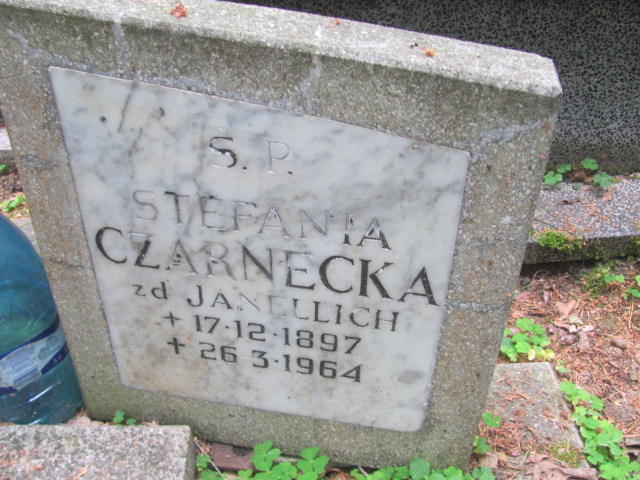 S. P.
STEFANIA
CZARNECKA
zd JANELLICH
+ 17·12·1897
+ 26·3·1964